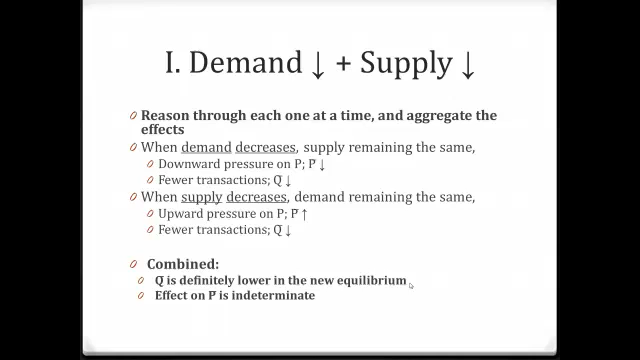 I. Demand ↓ + Supply ↓
Reason through each one at a time, and aggregate the
effects
When demand decreases, supply remaining the same,
Downward pressure on P; P̄ ↓
Fewer transactions; Q̄ ↓
When supply decreases, demand remaining the same,
Upward pressure on P; P̄ ↑
Fewer transactions; Q̄ ↓
Combined:
Q̄ is definitely lower in the new equilibrium
Effect on P̄ is indeterminate